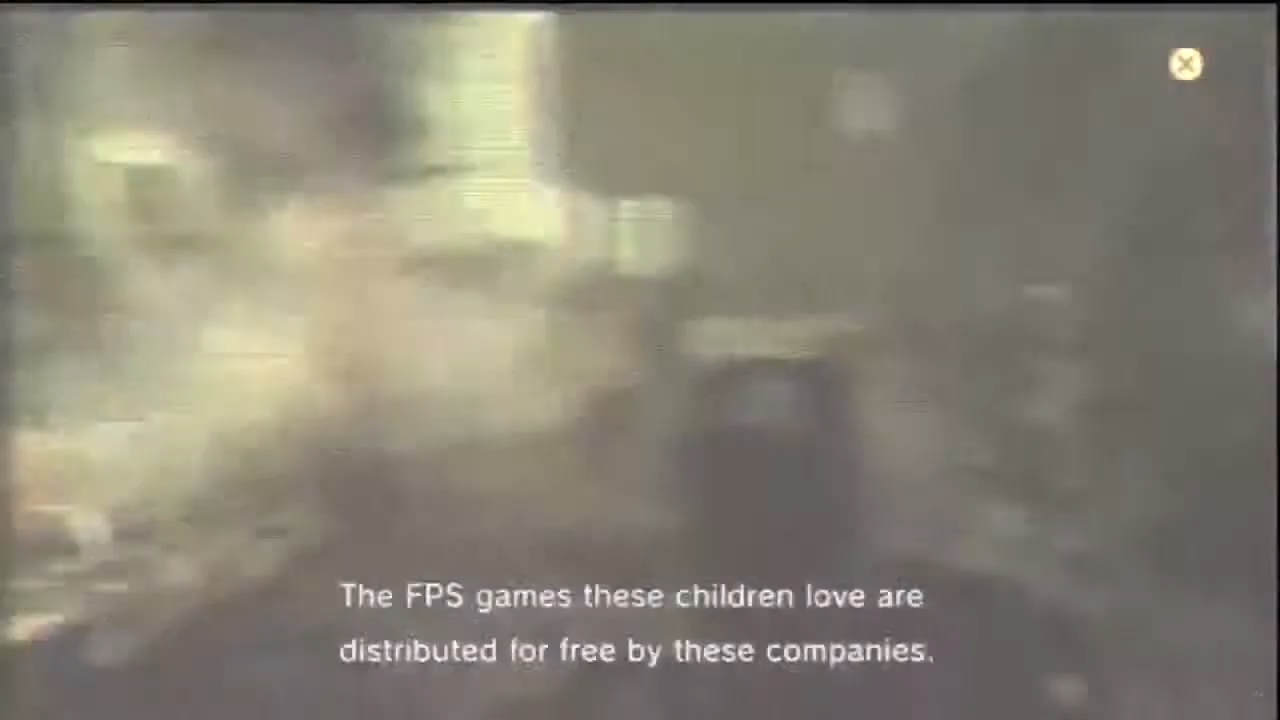 The FPS games these children love are
distributed for free by these companies.